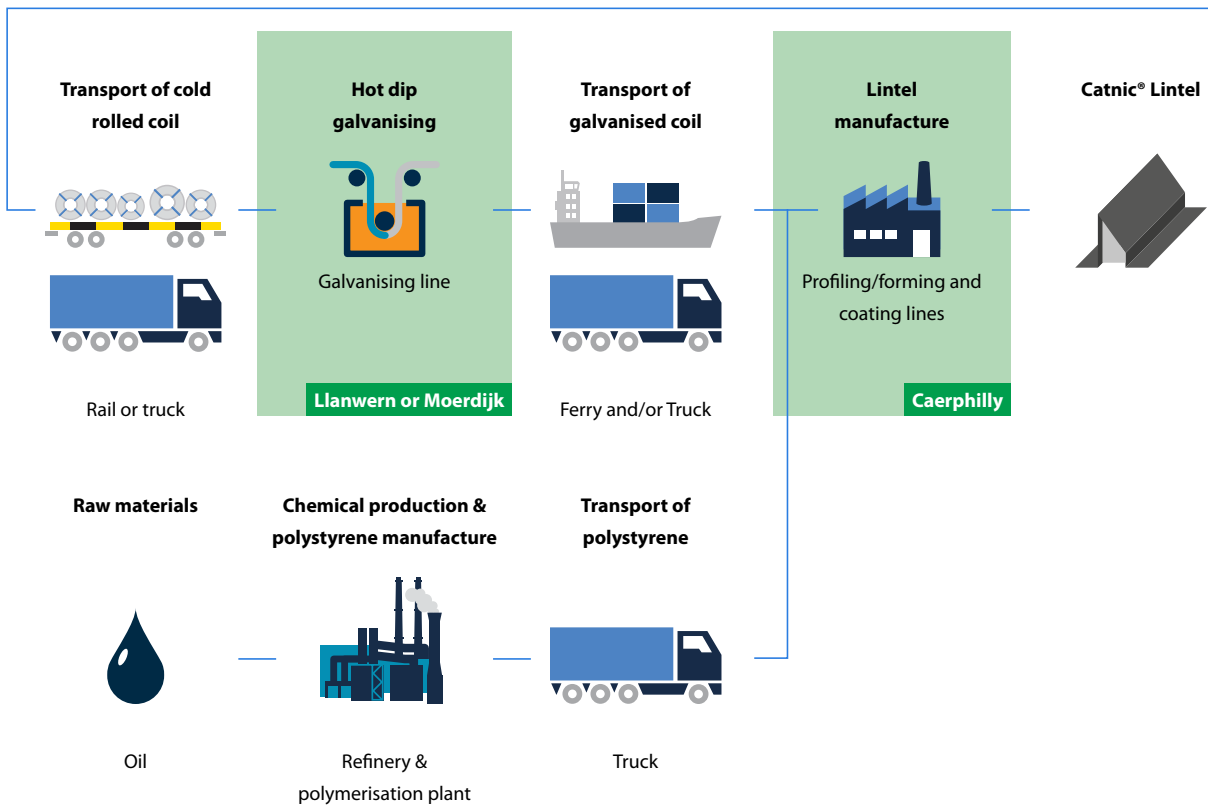 Transport of cold
rolled coil
Rail or truck
Hot dip
galvanising
Galvanising line
Llanwern or Moerdijk
Transport of
galvanised coil
Ferry and/or Truck
Lintel
manufacture
Profiling/forming and
coating lines
Caerphilly
Catnic® Lintel
Raw materials
Oil
Chemical production &
polystyrene manufacture
Refinery &
polymerisation plant
Transport of
polystyrene
Truck